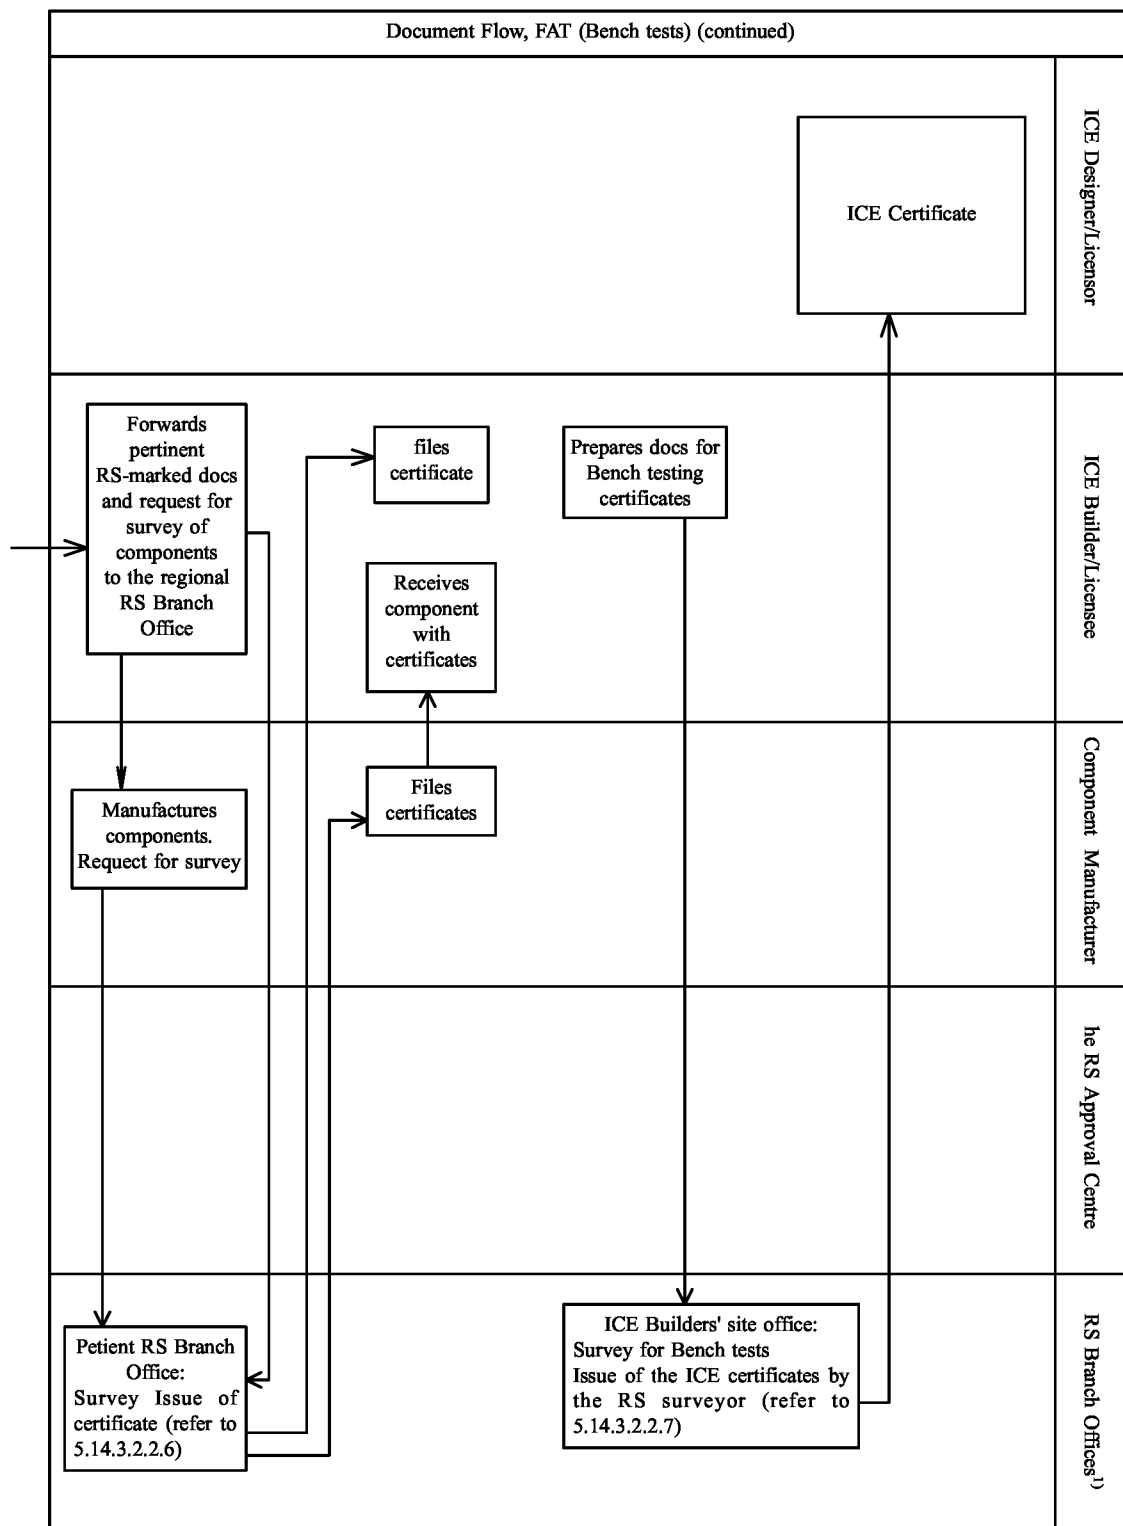 Document Flow, FAT (Bench tests) (continued)
ICE Certificate
ICE Designer/Licensor
Forwards
pertinent
RS-marked docs
and request for
survey of
components
to the regional
RS Branch
Office
files
certificate
Prepares docs for
Bench testing
certificates
Receives
component
with
certificates
ICE Builder/Licensee
Manufactures
components.
Requect for survey
Files
certificates
Component Manufacturer
he RS Approval Centre
Petient RS Branch
Office:
Survey Issue of
certificate (refer to
5.14.3.2.2.6)
ICE Builders' site office:
Survey for Bench tests
Issue of the ICE certificates by
the RS surveyor (refer to
5.14.3.2.2.7)
RS Branch Offices¹⁾